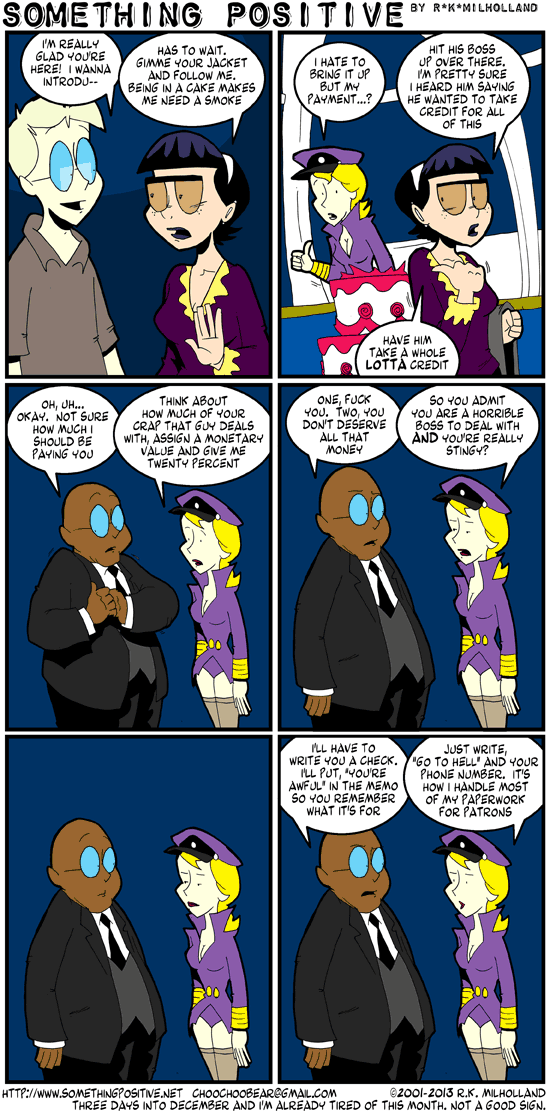 SOMETHING POSITIVE BY R*K*MILHOLLAND
I'M REALLY
GLAD YOU'RE
HERE! I WANNA
INTRODU--
HAS TO WAIT.
GIMME YOUR JACKET
AND FOLLOW ME.
BEING IN A CAKE MAKES
ME NEED A SMOKE
I HATE TO
BRING IT UP
BUT MY
PAYMENT...?
HIT HIS BOSS
UP OVER THERE.
I'M PRETTY SURE
I HEARD HIM SAYING
HE WANTED TO TAKE
CREDIT FOR ALL
OF THIS
HAVE HIM
TAKE A WHOLE
LOTTA CREDIT
OH, UH...
OKAY. NOT SURE
HOW MUCH I
SHOULD BE
PAYING YOU
THINK ABOUT
HOW MUCH OF YOUR
CRAP THAT GUY DEALS
WITH, ASSIGN A MONETARY
VALUE AND GIVE ME
TWENTY PERCENT
ONE, FUCK
YOU. TWO, YOU
DON'T DESERVE
ALL THAT
MONEY
SO YOU ADMIT
YOU ARE A HORRIBLE
BOSS TO DEAL WITH
AND YOU'RE REALLY
STINGY?
I'LL HAVE TO
WRITE YOU A CHECK.
I'LL PUT, "YOU'RE
AWFUL" IN THE MEMO
SO YOU REMEMBER
WHAT IT'S FOR
JUST WRITE,
"GO TO HELL" AND YOUR
PHONE NUMBER. IT'S
HOW I HANDLE MOST
OF MY PAPERWORK
FOR PATRONS
HTTP://WWW.SOMETHINGPOSITIVE.NET CHOOCHOOBEAR@GMAIL.COM ©2001-2013 R.K. MILHOLLAND
THREE DAYS INTO DECEMBER AND I'M ALREADY TIRED OF THIS MONTH. NOT A GOOD SIGN.